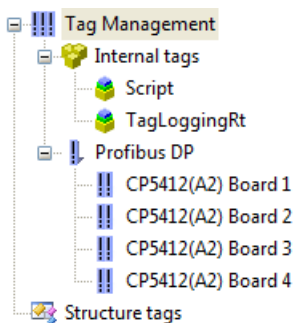 Tag Management
Internal tags
Script
TagLoggingRt
Profibus DP
CP5412(A2) Board 1
CP5412(A2) Board 2
CP5412(A2) Board 3
CP5412(A2) Board 4
Structure tags